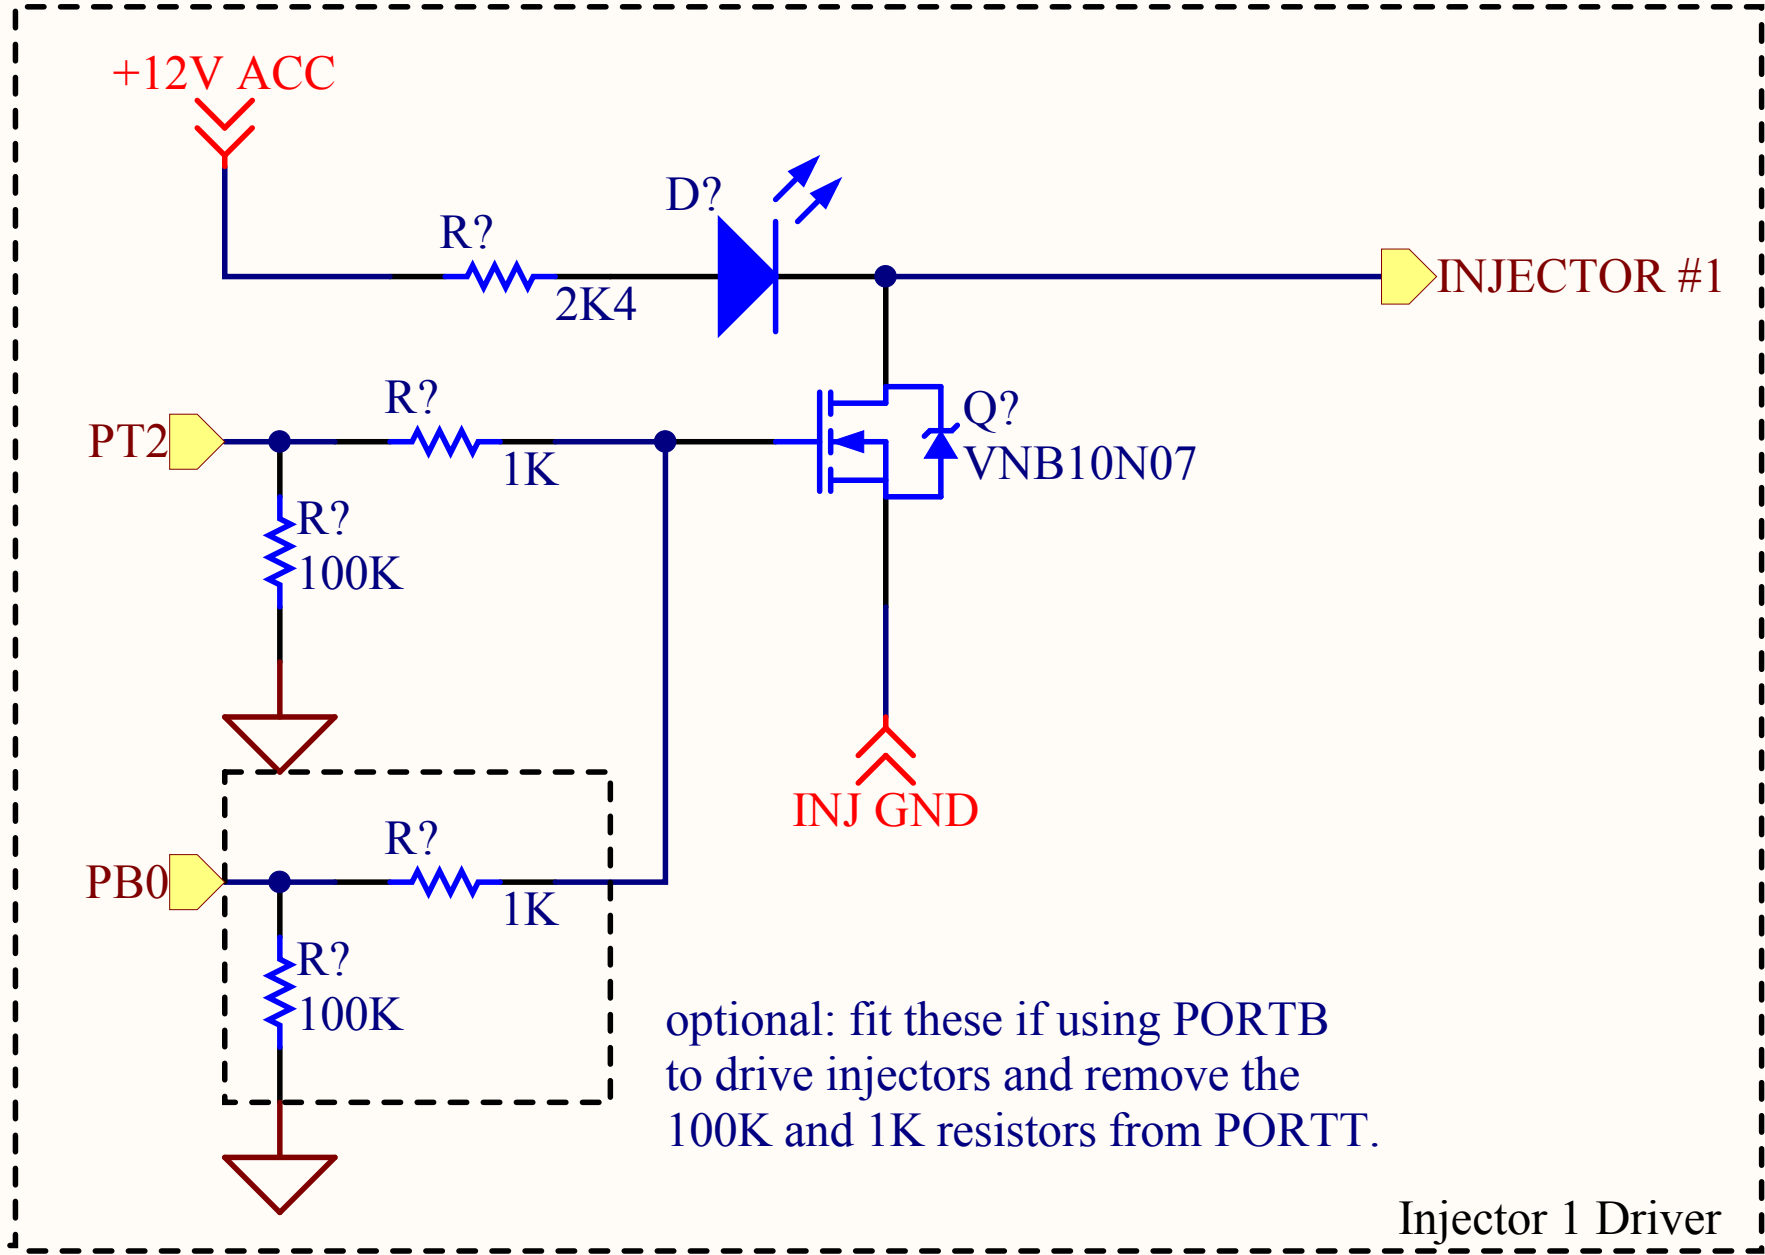 +12V ACC
D?
R?
2K4
INJECTOR #1
R?
PT2
1K
Q?
VNB10N07
R?
100K
INJ GND
R?
PB0
1K
R?
100K
optional: fit these if using PORTB
to drive injectors and remove the
100K and 1K resistors from PORTT.
Injector 1 Driver